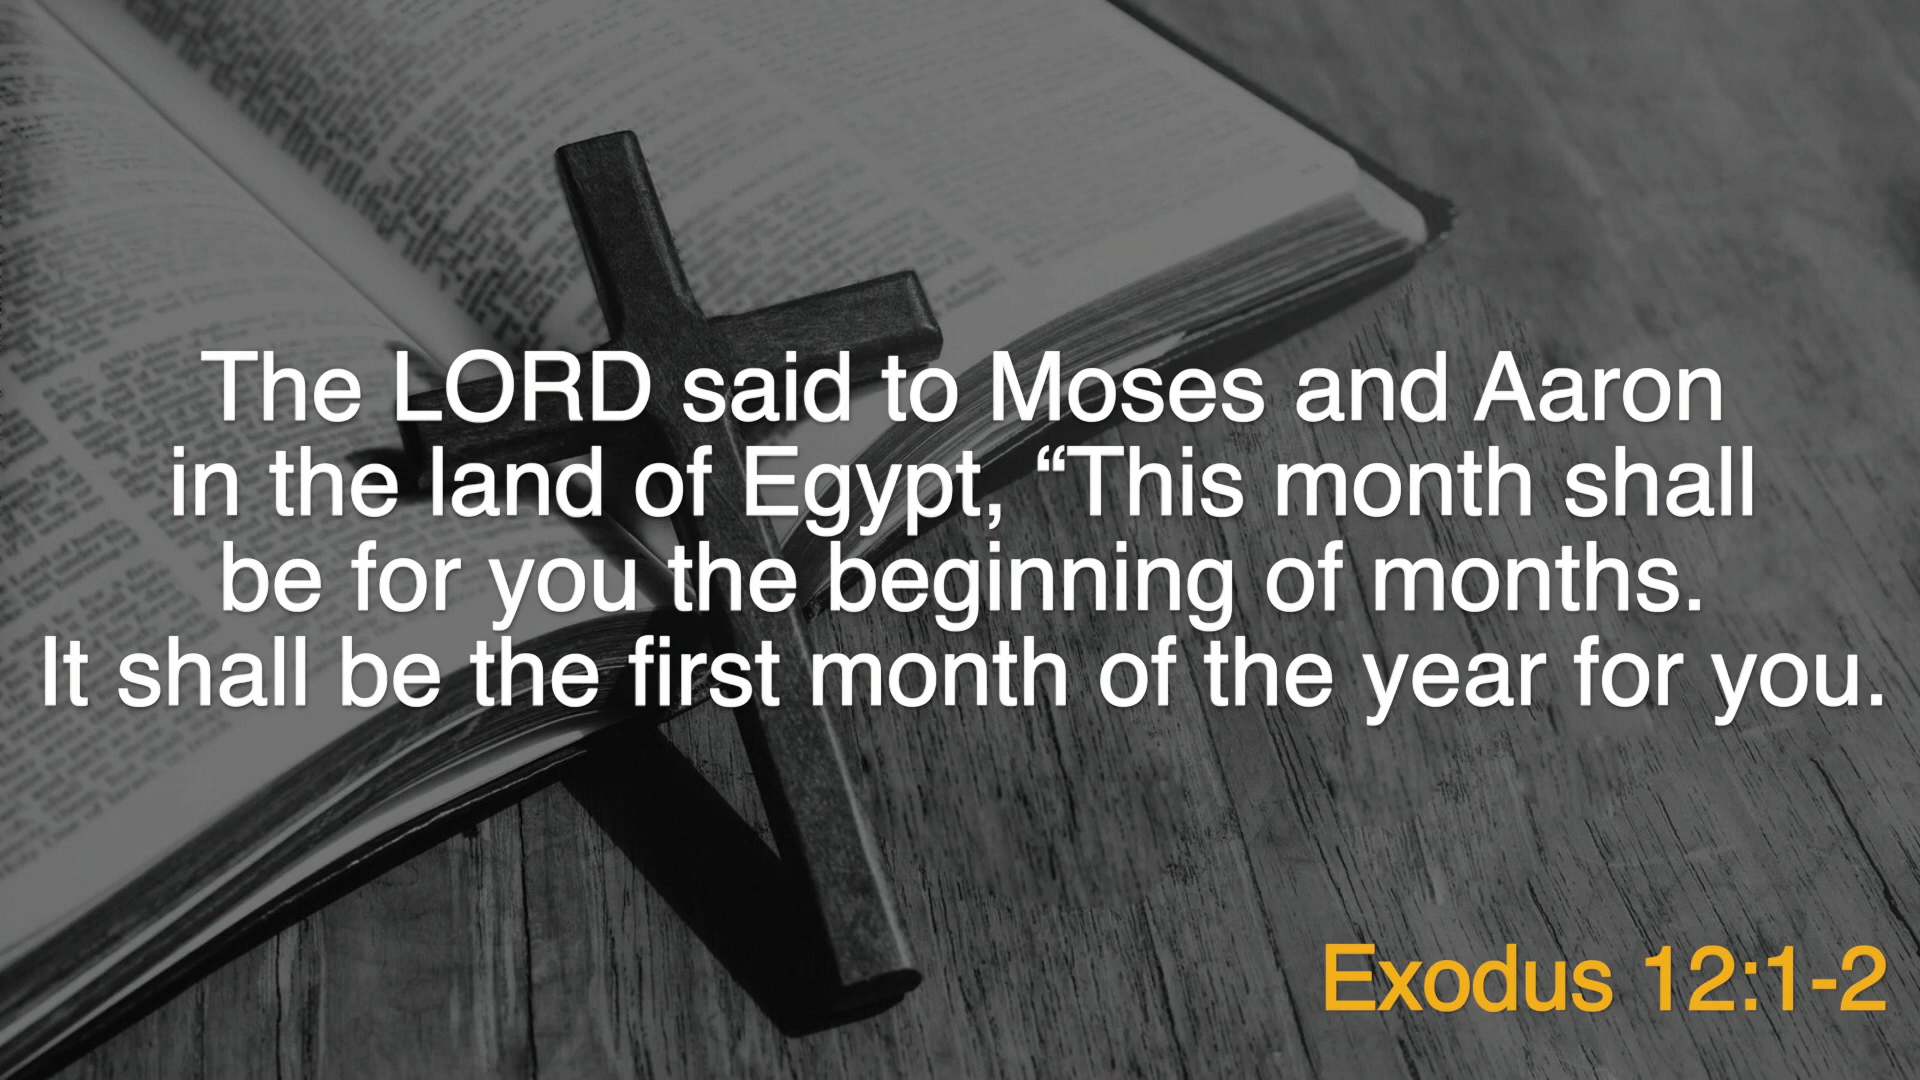 The LORD said to Moses and Aaron
in the land of Egypt, “This month shall
be for you the beginning of months.
It shall be the first month of the year for you.
Exodus 12:1-2